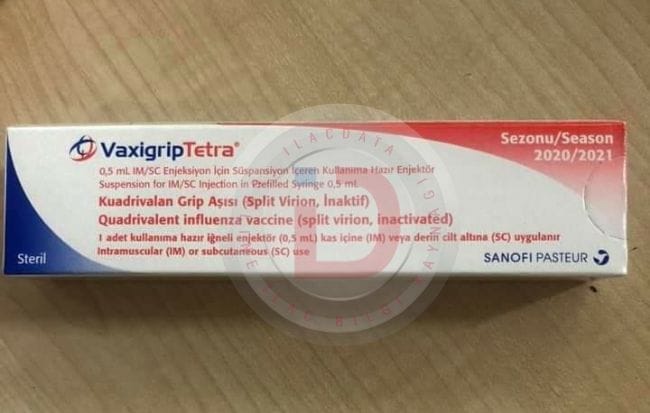 VaxigripTetra®
Sezonu/Season
2020/2021
0,5 mL IM/SC Enjeksiyon İçin Süspansiyon İçeren Kullanıma Hazır Enjektör
Suspension for IM/SC Injection in Prefilled Syringe 0,5 mL
Kuadrivalan Grip Aşısı (Split Virion, İnaktif)
Quadrivalent influenza vaccine (split virion, inactivated)
1 adet kullanıma hazır iğneli enjektör (0,5 mL) kas içine (IM) veya derin cilt altına (SC) uygulanır
Intramuscular (IM) or subcutaneous (SC) use
Steril
SANOFI PASTEUR
ILACDATA
D